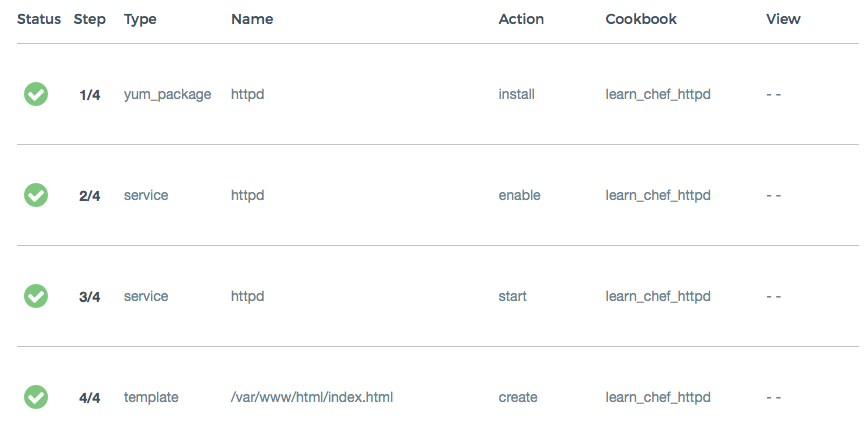 Status Step Type Name Action Cookbook View
1/4 yum_package httpd install learn_chef_httpd - -
2/4 service httpd enable learn_chef_httpd - -
3/4 service httpd start learn_chef_httpd - -
4/4 template /var/www/html/index.html create learn_chef_httpd - -